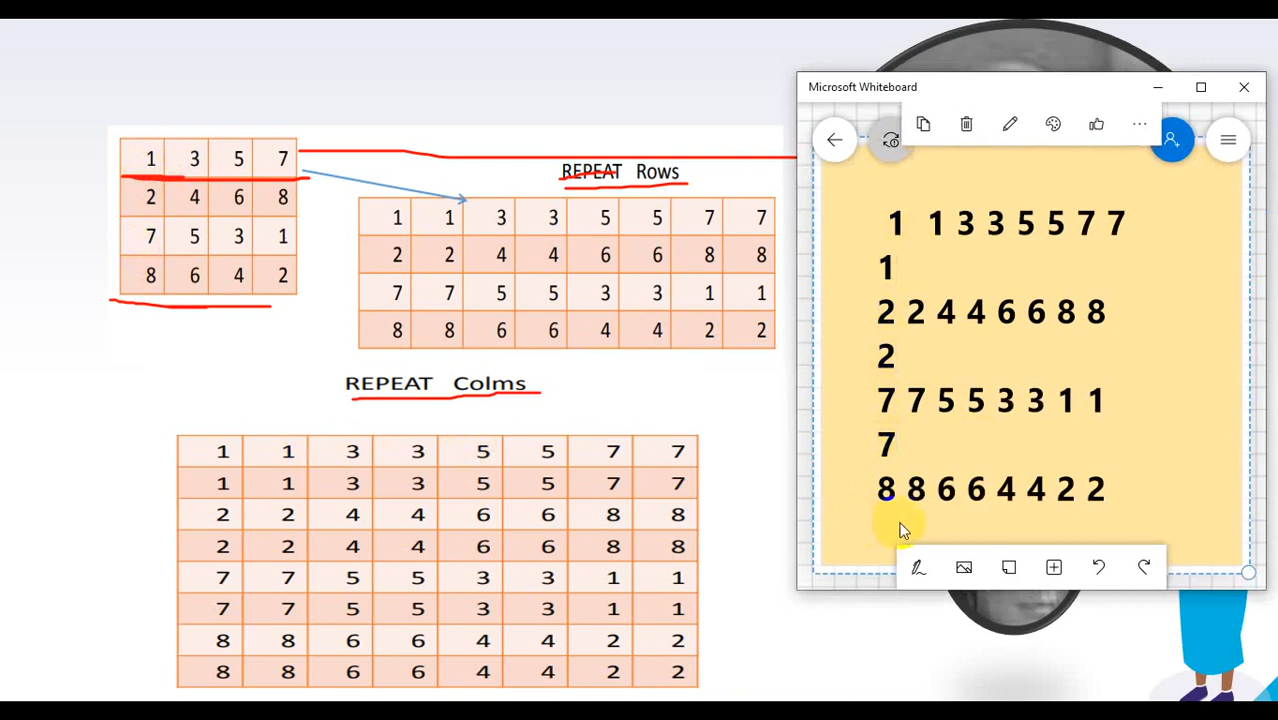 1 3 5 7
2 4 6 8
7 5 3 1
8 6 4 2
REPEAT Rows
1 1 3 3 5 5 7 7
2 2 4 4 6 6 8 8
7 7 5 5 3 3 1 1
8 8 6 6 4 4 2 2
REPEAT Colms
1 1 3 3 5 5 7 7
1 1 3 3 5 5 7 7
2 2 4 4 6 6 8 8
2 2 4 4 6 6 8 8
7 7 5 5 3 3 1 1
7 7 5 5 3 3 1 1
8 8 6 6 4 4 2 2
8 8 6 6 4 4 2 2
Microsoft Whiteboard
1 1 3 3 5 5 7 7
1
2 2 4 4 6 6 8 8
2
7 7 5 5 3 3 1 1
7
8 8 6 6 4 4 2 2